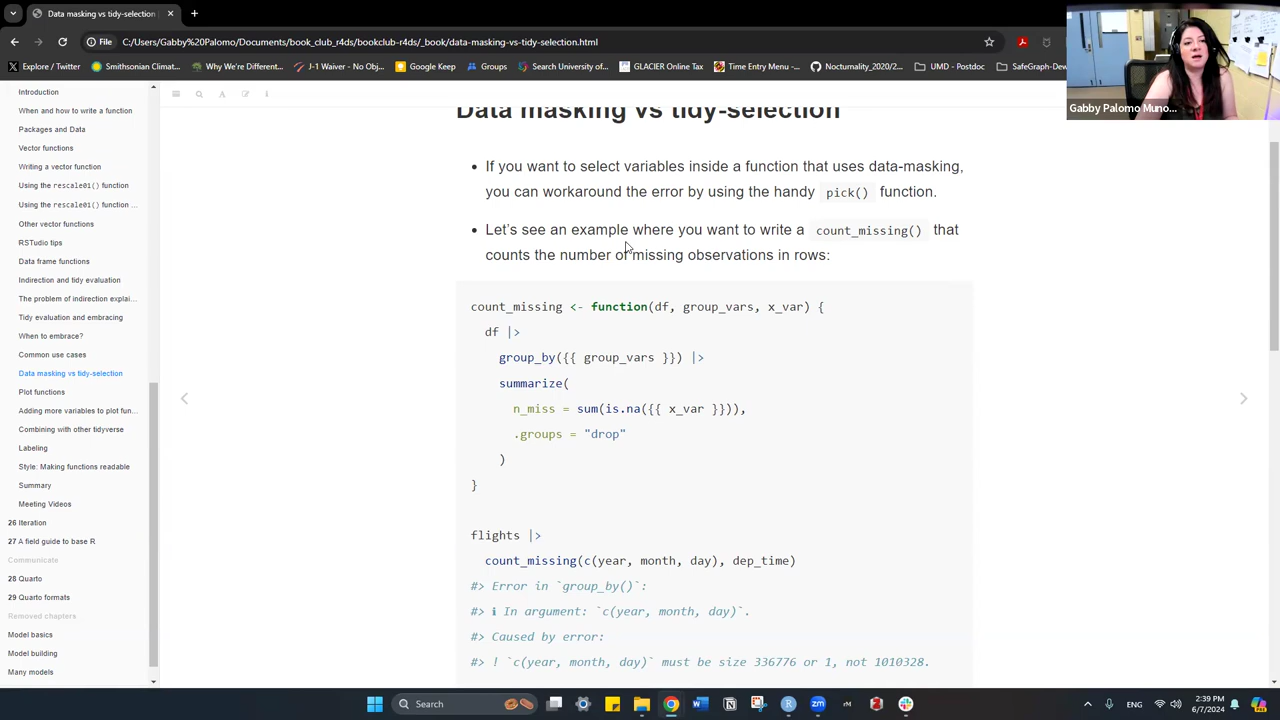 Data masking vs tidy-selection
File
C:/Users/Gabby%20Palomo/Documents/book_club_r4ds/bookclub-r4ds/_book/data-masking-vs-tidy-selection.html
Explore / Twitter
Smithsonian Climat...
Why We're Different...
J-1 Waiver - No Obj...
Google Keep
Search of Biodivers...
GLACIER Online Tax
Time Entry Menu -...
Nocturnality_2020/2...
UMD - Postdoc
SafeGraph-Dew
Gabby Palomo Muno...
Introduction
When and how to write a function
Packages and Data
Vector functions
Writing a vector function
Using the rescale01() function
Using the rescale01() function ...
Other vector functions
RSTudio tips
Data frame functions
Indirection and tidy evaluation
The problem of indirection explai...
Tidy evaluation and embracing
When to embrace?
Common use cases
Data masking vs tidy-selection
Plot functions
Adding more variables to plot fun...
Combining with other tidyverse
Labeling
Style: Making functions readable
Summary
Meeting Videos
26 Iteration
27 A field guide to base R
Communicate
28 Quarto
29 Quarto formats
Removed chapters
Model basics
Model building
Many models
Data masking vs tidy-selection
• If you want to select variables inside a function that uses data-masking,
you can workaround the error by using the handy pick() function.
• Let's see an example where you want to write a count_missing() that
counts the number of missing observations in rows:
count_missing <- function(df, group_vars, x_var) {
df |>
group_by({{ group_vars }}) |>
summarize(
n_miss = sum(is.na({{ x_var }})),
.groups = "drop"
)
}
flights |>
count_missing(c(year, month, day), dep_time)
#> Error in `group_by()`:
#> ℹ In argument: `c(year, month, day)`.
#> Caused by error:
#> ! `c(year, month, day)` must be size 336776 or 1, not 1010328.
Search
ENG
2:39 PM
6/7/2024